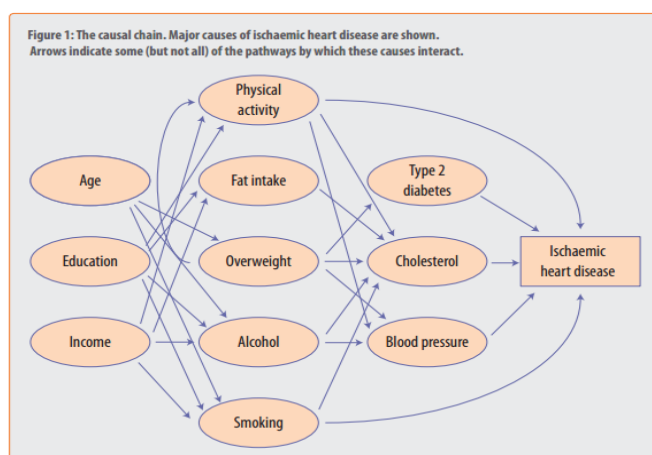 Figure 1: The causal chain. Major causes of ischaemic heart disease are shown.
Arrows indicate some (but not all) of the pathways by which these causes interact.
Physical
activity
Age
Fat intake
Type 2
diabetes
Education
Overweight
Cholesterol
Ischaemic
heart disease
Income
Alcohol
Blood pressure
Smoking